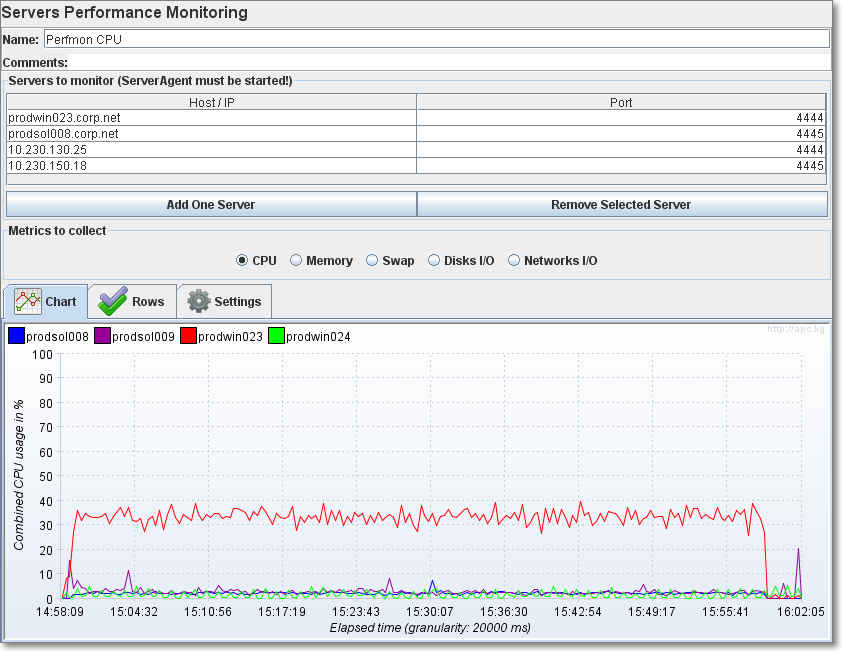 Servers Performance Monitoring
Name: Perfmon CPU
Comments:
Servers to monitor (ServerAgent must be started!)
Host / IP Port
prodwin023.corp.net 4444
prodsol008.corp.net 4445
10.230.130.25 4444
10.230.150.18 4445
Add One Server Remove Selected Server
Metrics to collect
CPU Memory Swap Disks I/O Networks I/O
Chart Rows Settings
http://apc.kg
prodsol008 prodsol009 prodwin023 prodwin024
100
90
80
70
60
50
40
30
20
10
0
Combined CPU usage in %
14:58:09 15:04:32 15:10:56 15:17:19 15:23:43 15:30:07 15:36:30 15:42:54 15:49:17 15:55:41 16:02:05
Elapsed time (granularity: 20000 ms)